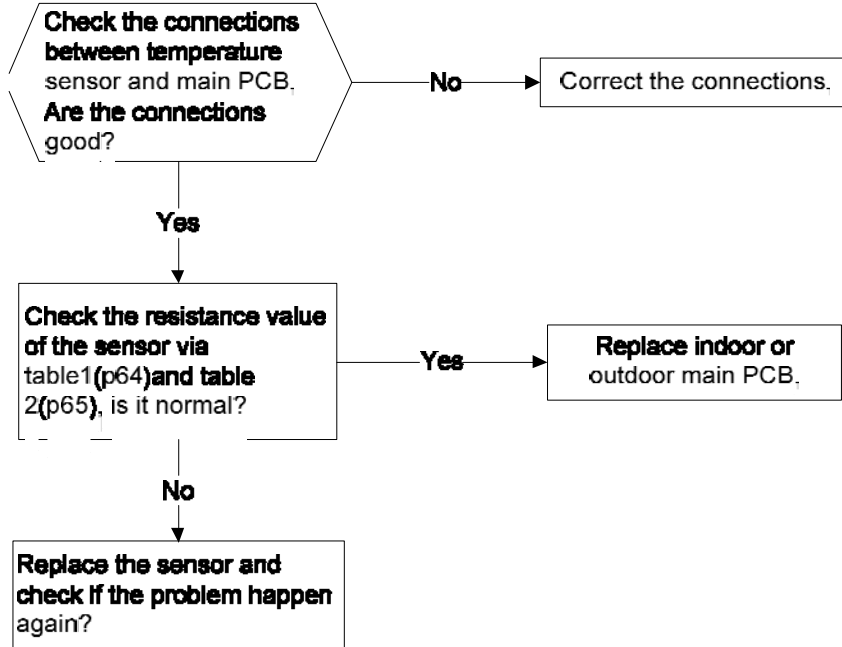 Check the connections
between temperature
sensor and main PCB.
Are the connections
good?
No
Correct the connections.
Yes
Check the resistance value
of the sensor via
table1(p64)and table
2(p65), is it normal?
Yes
Replace indoor or
outdoor main PCB.
No
Replace the sensor and
check if the problem happen
again?